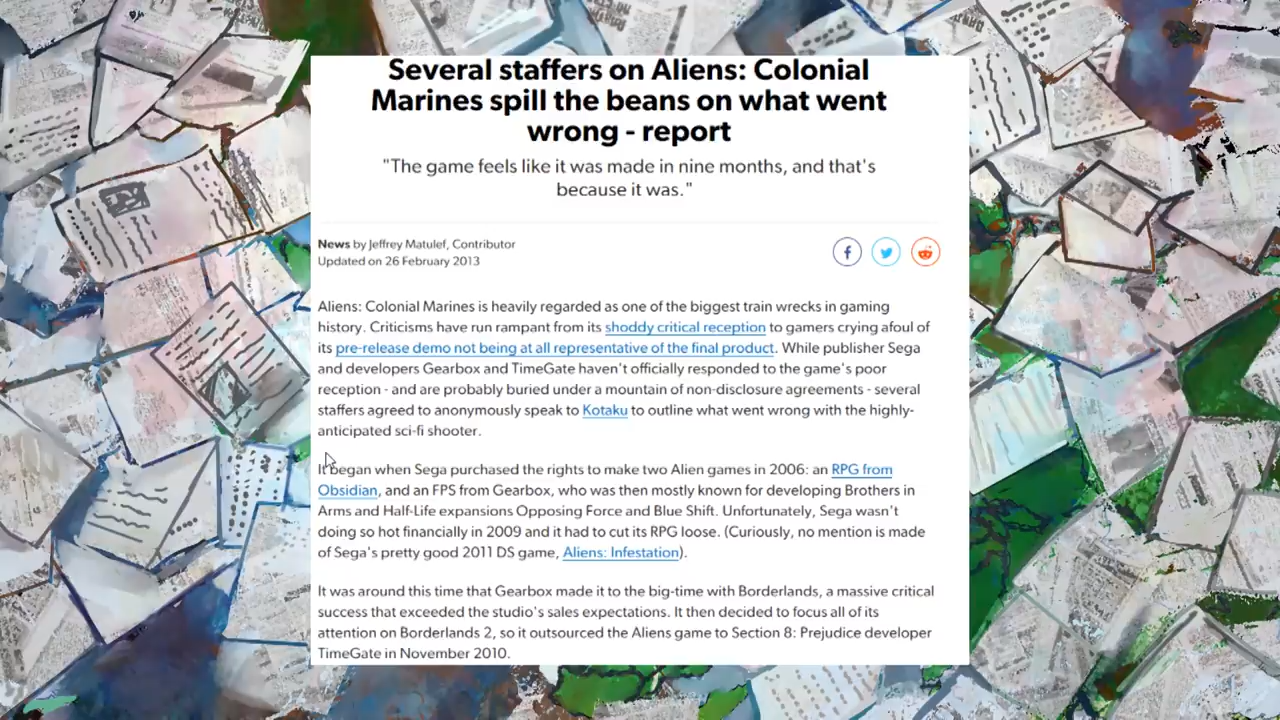 Several staffers on Aliens: Colonial
Marines spill the beans on what went
wrong - report
"The game feels like it was made in nine months, and that's
because it was."
News by Jeffrey Matulef, Contributor
Updated on 26 February 2013
Aliens: Colonial Marines is heavily regarded as one of the biggest train wrecks in gaming
history. Criticisms have run rampant from its shoddy critical reception to gamers crying afoul of
its pre-release demo not being at all representative of the final product. While publisher Sega
and developers Gearbox and TimeGate haven't officially responded to the game's poor
reception - and are probably buried under a mountain of non-disclosure agreements - several
staffers agreed to anonymously speak to Kotaku to outline what went wrong with the highly-
anticipated sci-fi shooter.
It began when Sega purchased the rights to make two Alien games in 2006: an RPG from
Obsidian, and an FPS from Gearbox, who was then mostly known for developing Brothers in
Arms and Half-Life expansions Opposing Force and Blue Shift. Unfortunately, Sega wasn't
doing so hot financially in 2009 and it had to cut its RPG loose. (Curiously, no mention is made
of Sega's pretty good 2011 DS game, Aliens: Infestation).
It was around this time that Gearbox made it to the big-time with Borderlands, a massive critical
success that exceeded the studio's sales expectations. It then decided to focus all of its
attention on Borderlands 2, so it outsourced the Aliens game to Section 8: Prejudice developer
TimeGate in November 2010.